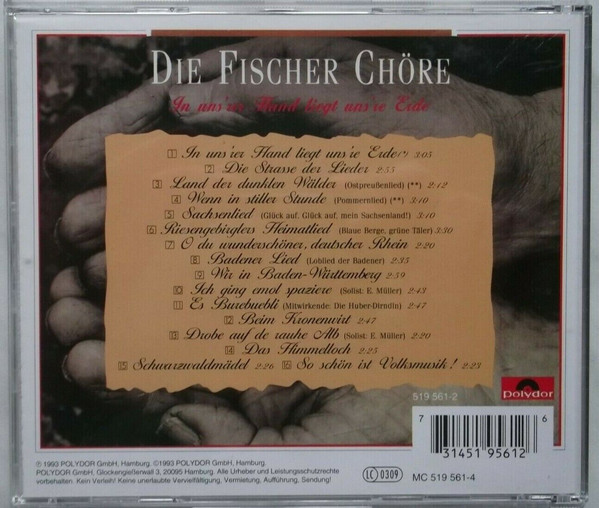 DIE FISCHER CHÖRE
In uns'rer Hand liegt uns're Erde
1 In uns'rer Hand liegt uns're Erde (*) 3:05
2 Die Strasse der Lieder 2:55
3 Land der dunklen Wälder (Ostpreußenlied) (**) 2:12
4 Wenn in stiller Stunde (Pommernlied) (**) 3:10
5 Sachsenlied (Glück auf, Glück auf, mein Sachsenland!) 3:10
6 Riesengebirglers Heimatlied (Blaue Berge, grüne Täler) 3:30
7 O du wunderschöner, deutscher Rhein 2:20
8 Badener Lied (Loblied der Badener) 2:35
9 Wir in Baden-Württemberg 2:59
10 Ich ging emol spaziere (Solist: E. Müller) 2:43
11 Es Burebuebli (Mitwirkende: Die Huber-Dirndln) 2:47
12 Beim Kronenwirt 2:47
13 Drobe auf de rauhe Alb (Solist: E. Müller) 2:20
14 Das Himmelloch 2:25
15 Schwarzwaldmädel 2:26 16 So schön ist Volksmusik! 2:23
519 561-2
polydor
7 31451 95612 6
℗ 1993 POLYDOR GmbH, Hamburg. ©1993 POLYDOR GmbH, Hamburg.
POLYDOR GmbH, Glockengießerwall 3, 20095 Hamburg. Alle Urheber und Leistungsschutzrechte
vorbehalten. Kein Verleih! Keine unerlaubte Vervielfältigung, Vermietung, Aufführung, Sendung!
LC 0309
MC 519 561-4